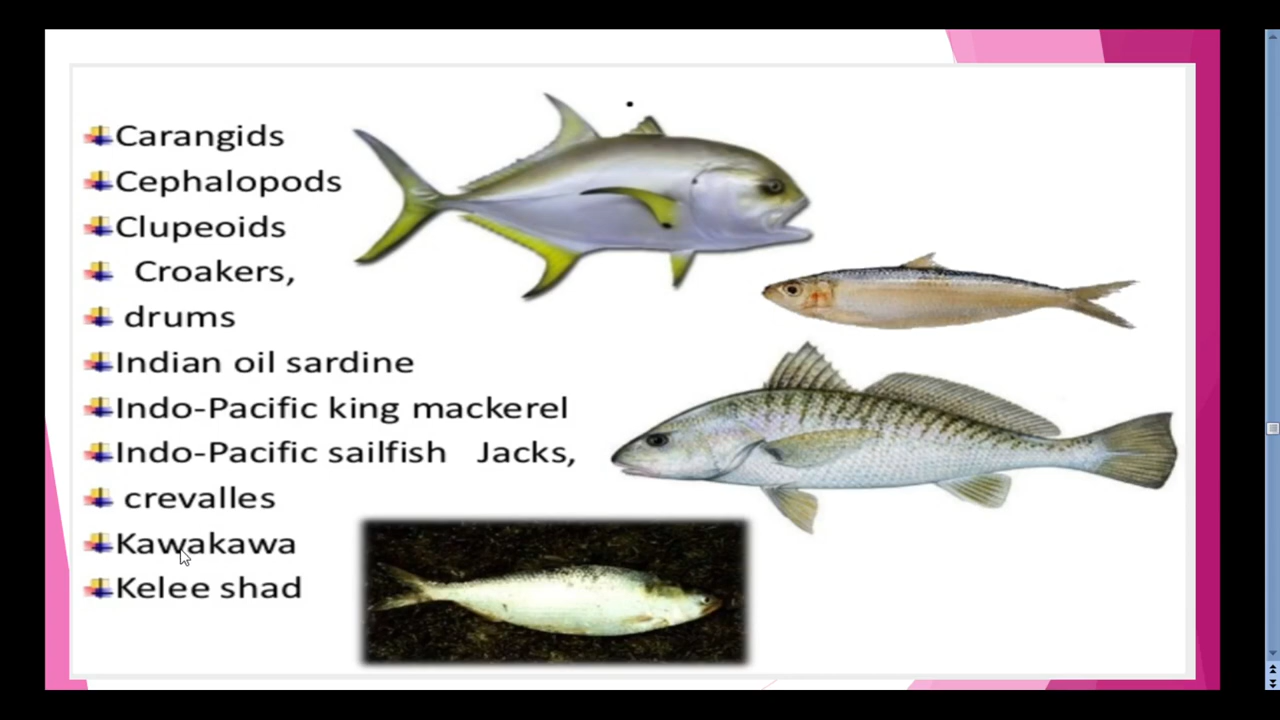 Carangids
Cephalopods
Clupeoids
Croakers,
drums
Indian oil sardine
Indo-Pacific king mackerel
Indo-Pacific sailfish Jacks,
crevalles
Kawakawa
Kelee shad